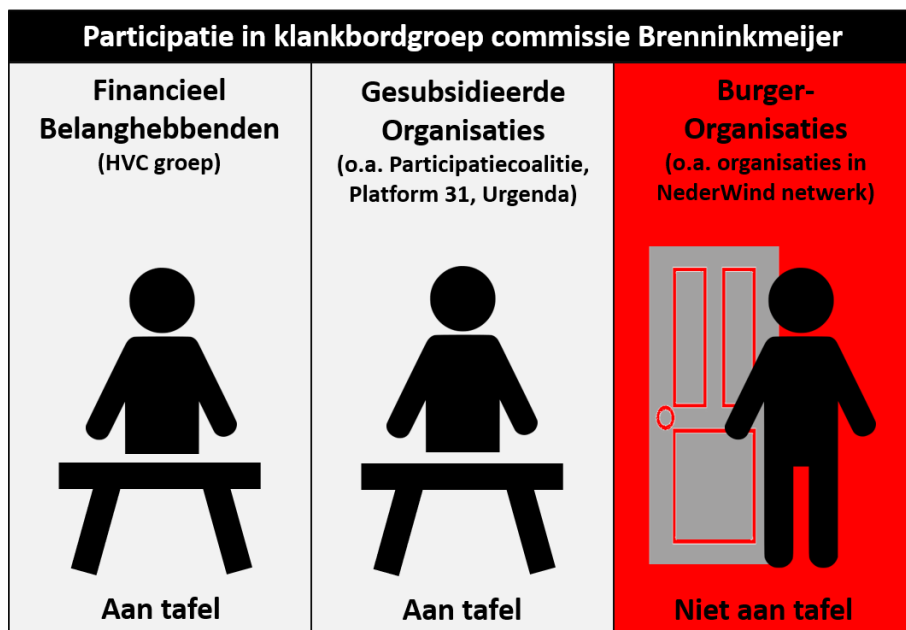 Participatie in klankbordgroep commissie Brenninkmeijer
Financieel
Belanghebbenden
(HVC groep)
Aan tafel
Gesubsidieerde
Organisaties
(o.a. Participatiecoalitie,
Platform 31, Urgenda)
Aan tafel
Burger-
Organisaties
(o.a. organisaties in
NederWind netwerk)
Niet aan tafel